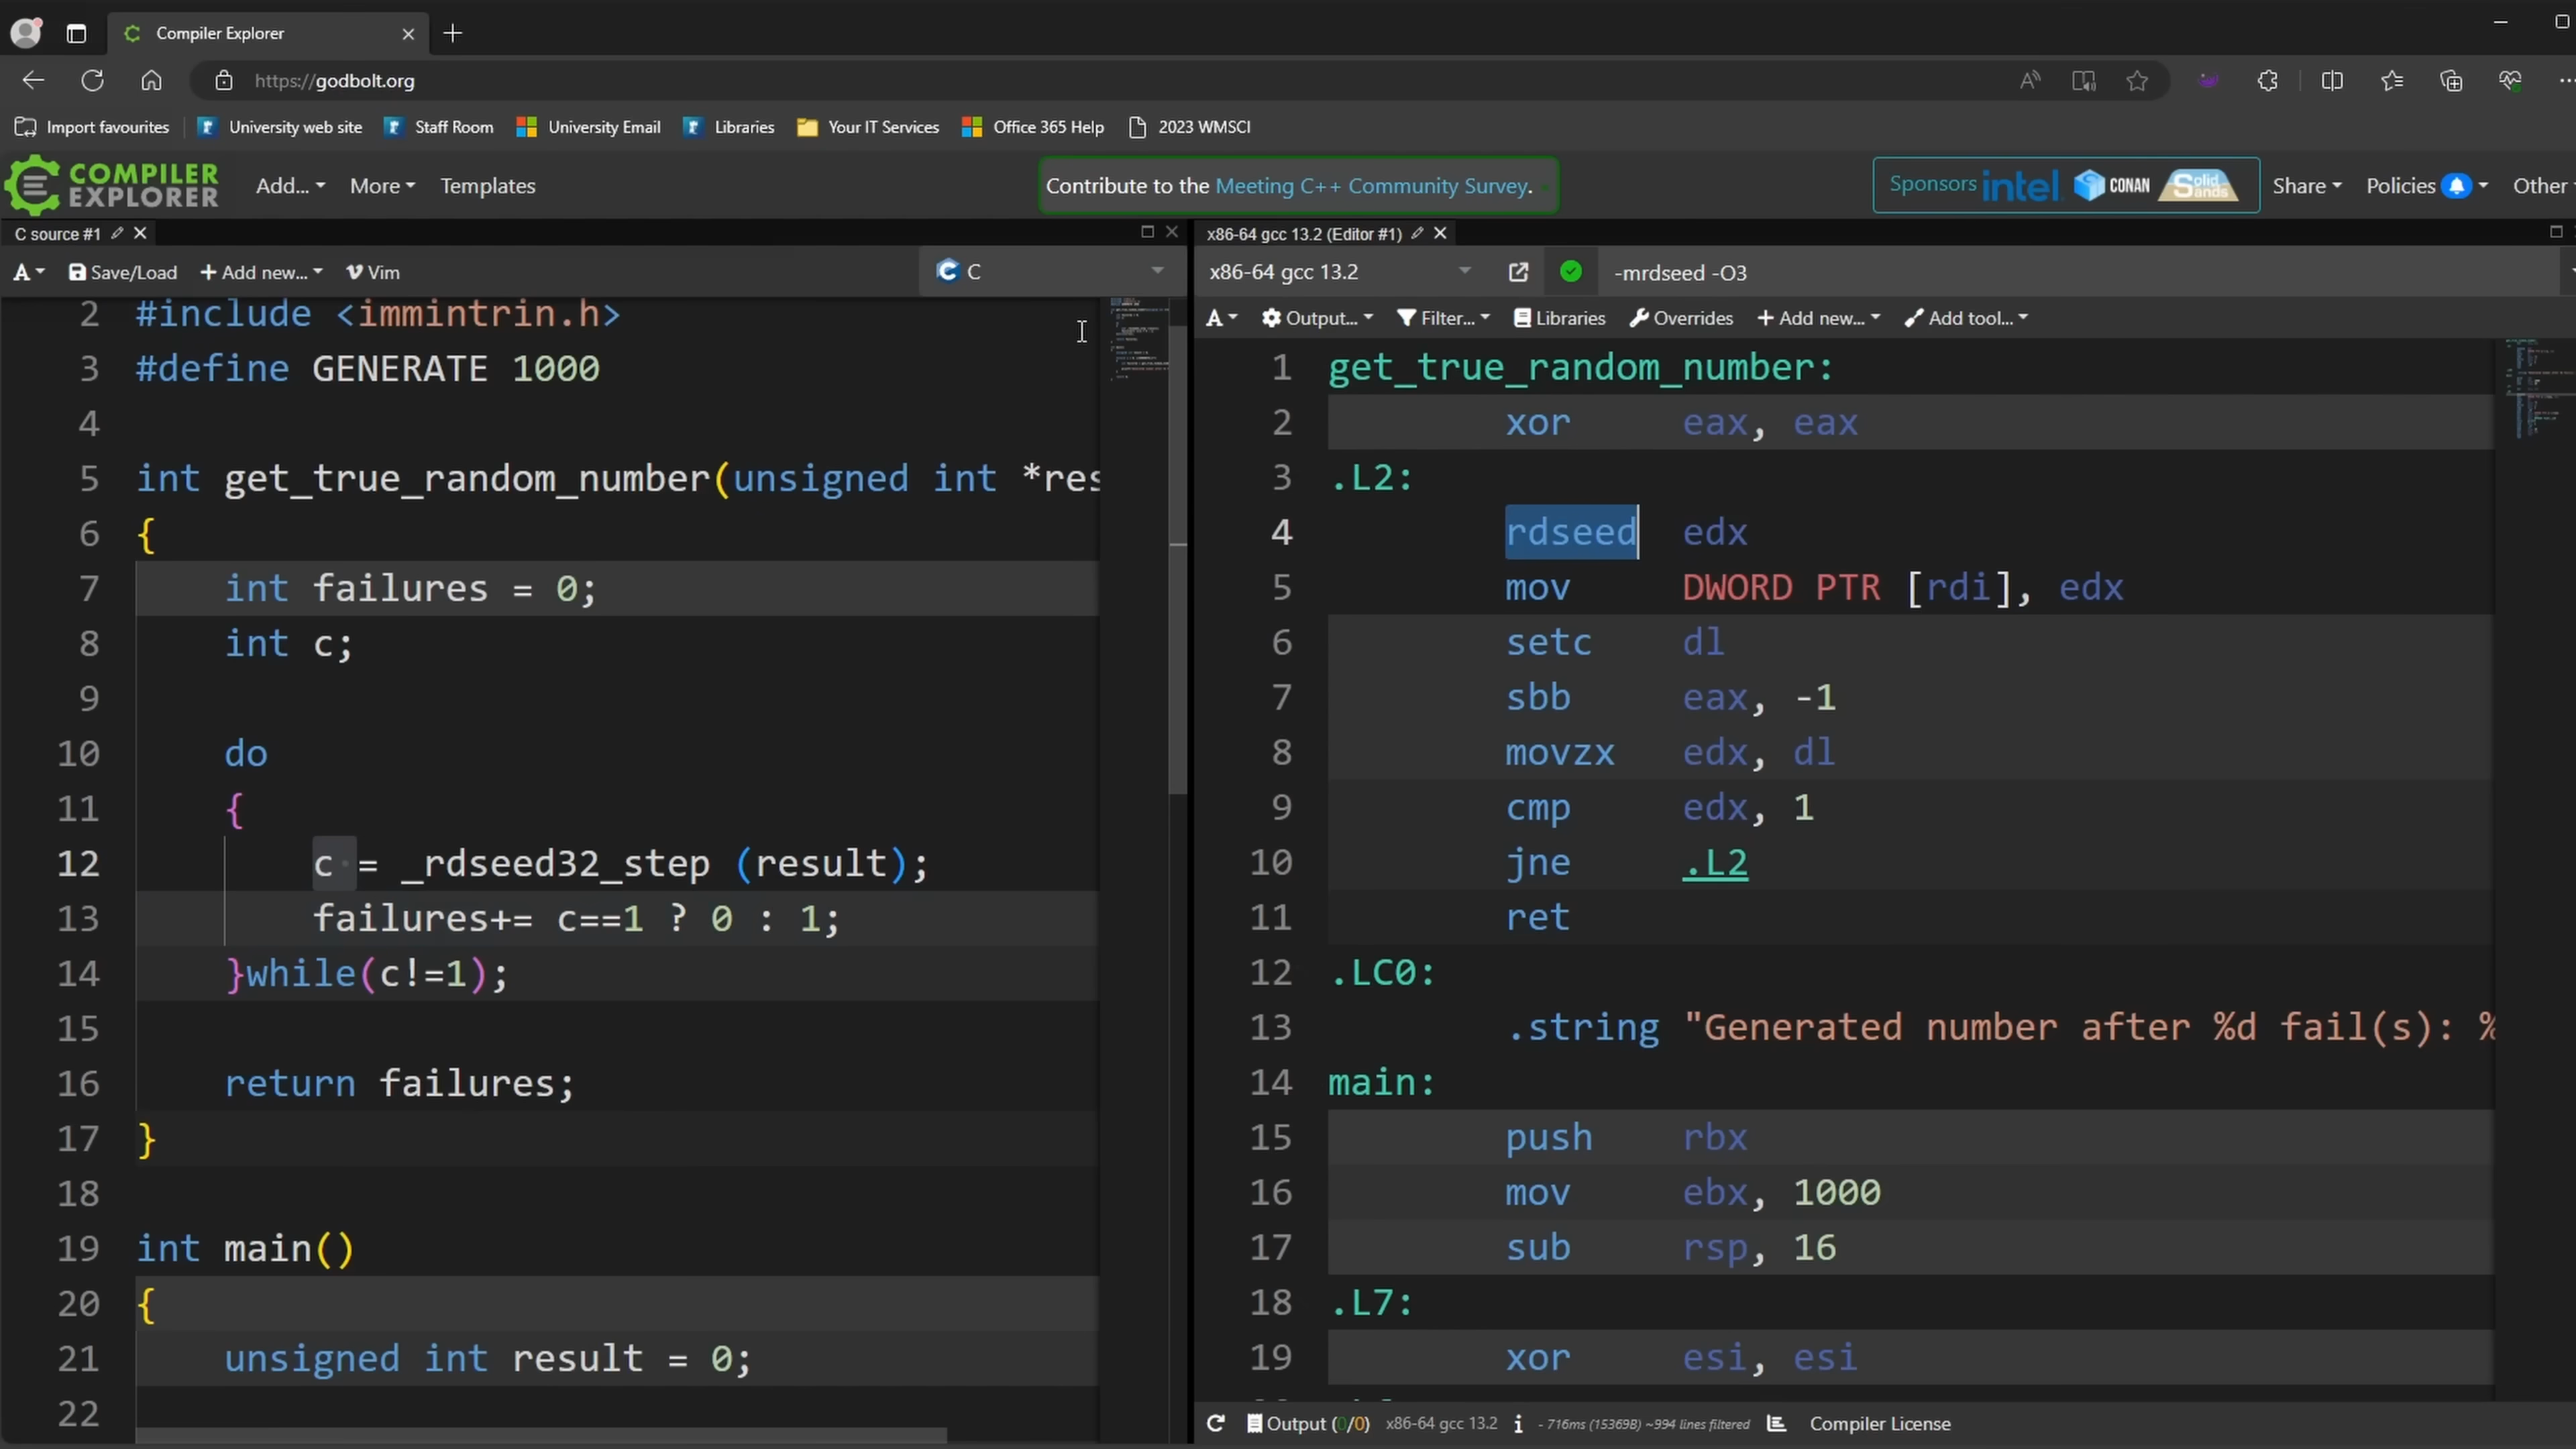 Compiler Explorer
https://godbolt.org
Import favourites University web site Staff Room University Email Libraries Your IT Services Office 365 Help 2023 WMSCI
COMPILER EXPLORER
Add... More Templates
Contribute to the Meeting C++ Community Survey.
Sponsors intel CONAN Solid Sands
Share Policies Other
C source #1
A Save/Load + Add new... Vim
C
2 #include <immintrin.h>
3 #define GENERATE 1000
4
5 int get_true_random_number(unsigned int *res
6 {
7 int failures = 0;
8 int c;
9
10 do
11 {
12 c = _rdseed32_step (result);
13 failures+= c==1 ? 0 : 1;
14 }while(c!=1);
15
16 return failures;
17 }
18
19 int main()
20 {
21 unsigned int result = 0;
22
x86-64 gcc 13.2 (Editor #1)
x86-64 gcc 13.2 -mrdseed -O3
A Output... Filter... Libraries Overrides + Add new... Add tool...
1 get_true_random_number:
2 xor eax, eax
3 .L2:
4 rdseed edx
5 mov DWORD PTR [rdi], edx
6 setc dl
7 sbb eax, -1
8 movzx edx, dl
9 cmp edx, 1
10 jne .L2
11 ret
12 .LC0:
13 .string "Generated number after %d fail(s): %
14 main:
15 push rbx
16 mov ebx, 1000
17 sub rsp, 16
18 .L7:
19 xor esi, esi
Output (0/0) x86-64 gcc 13.2 i - 716ms (15369B) ~994 lines filtered Compiler License